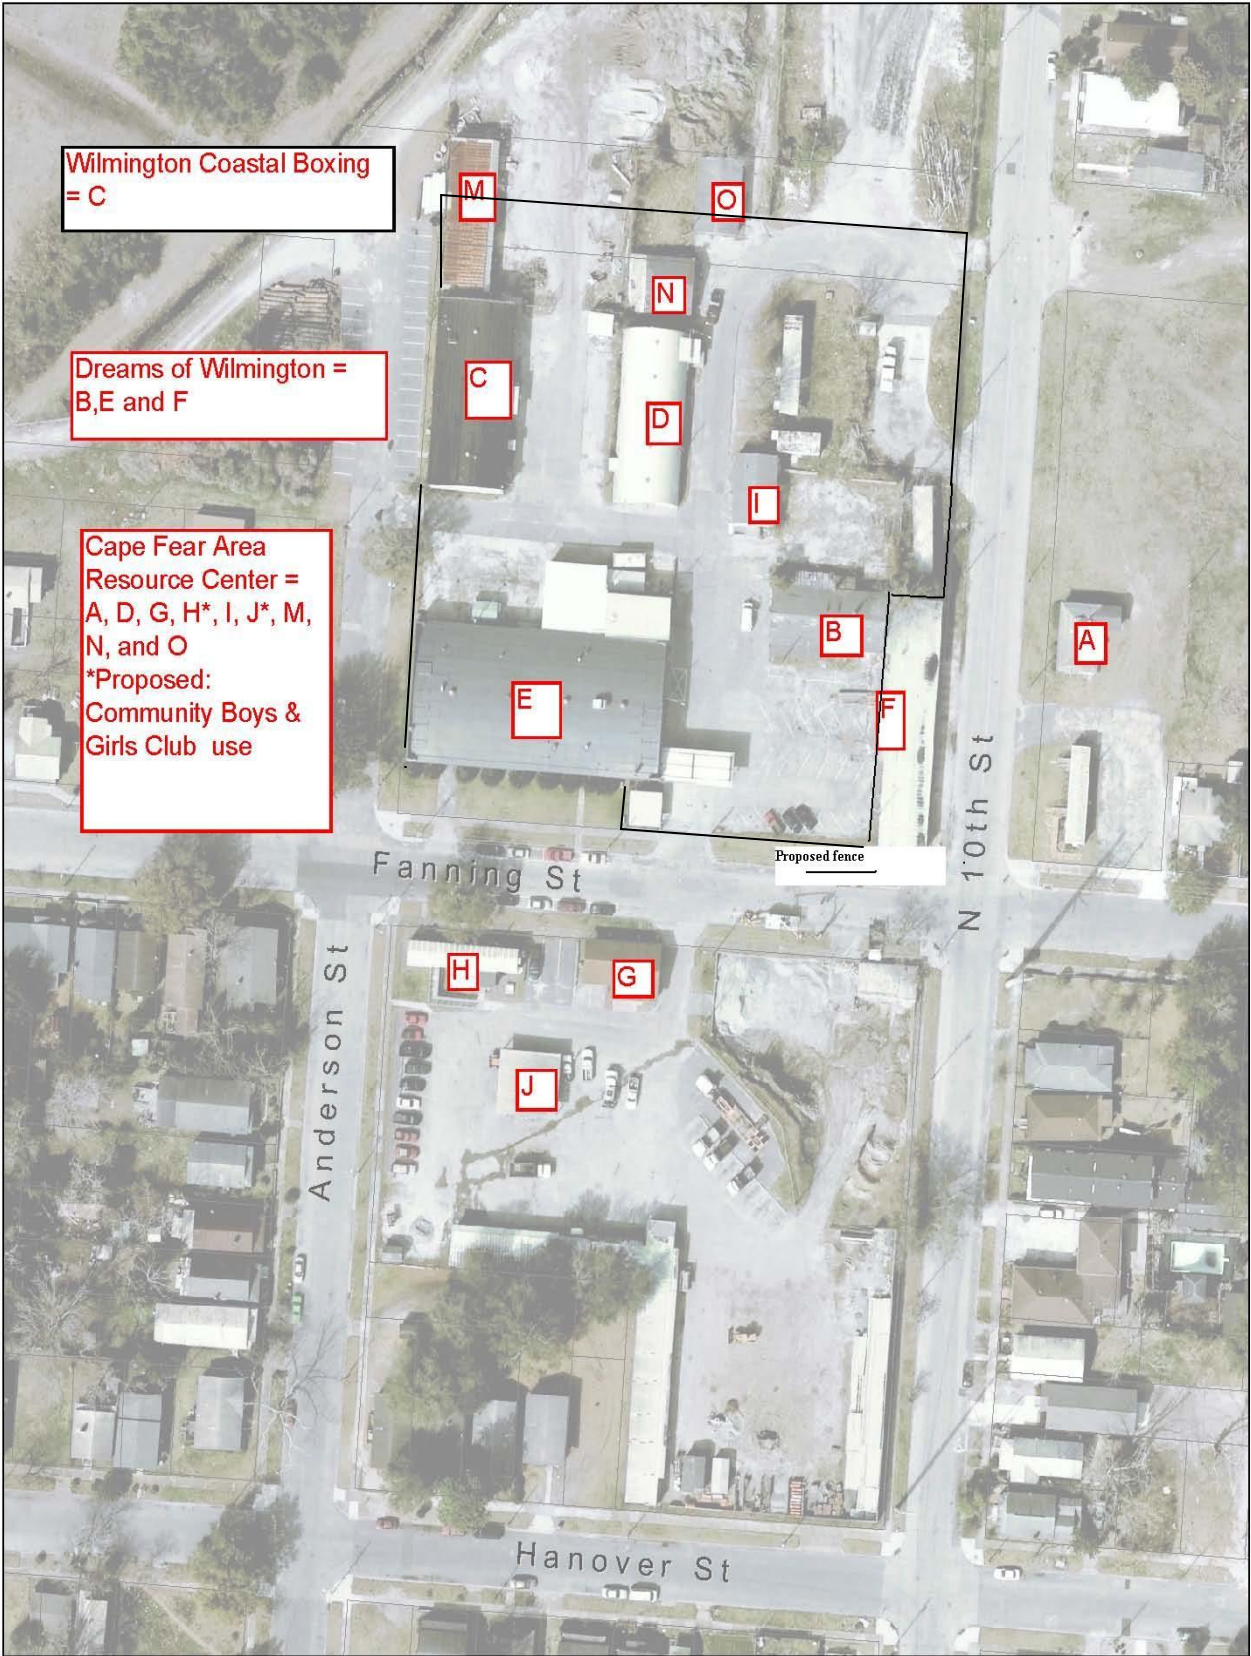 Wilmington Coastal Boxing
= C
M
O
N
Dreams of Wilmington =
B,E and F
C
D
I
Cape Fear Area
Resource Center =
A, D, G, H*, I, J*, M,
N, and O
*Proposed:
Community Boys &
Girls Club use
B
A
E
F
N 10th St
Proposed fence
Fanning St
H
G
Anderson St
J
Hanover St